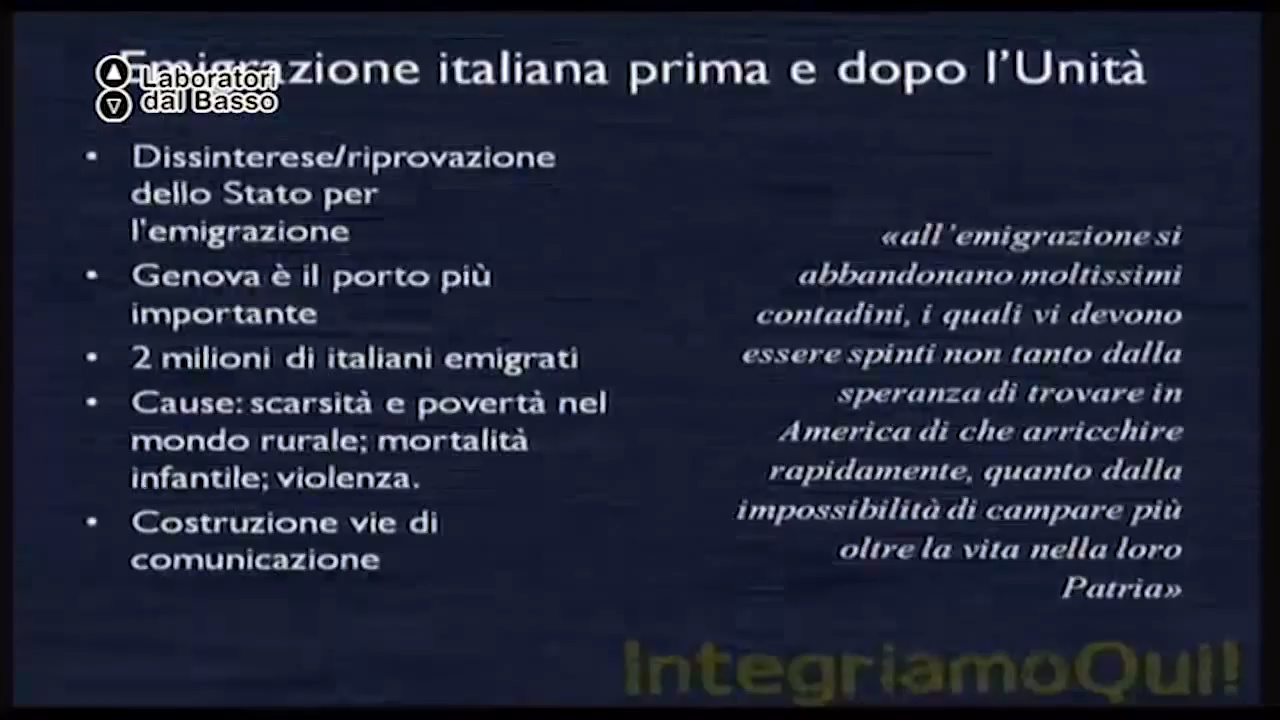 Emigrazione italiana prima e dopo l'Unità
Laboratori
dal Basso
• Dissinterese/riprovazione
dello Stato per
l'emigrazione
• Genova è il porto più
importante
• 2 milioni di italiani emigrati
• Cause: scarsità e povertà nel
mondo rurale; mortalità
infantile; violenza.
• Costruzione vie di
comunicazione
«all'emigrazione si
abbandonano moltissimi
contadini, i quali vi devono
essere spinti non tanto dalla
speranza di trovare in
America di che arricchire
rapidamente, quanto dalla
impossibilità di campare più
oltre la vita nella loro
Patria»
IntegriamoQui!